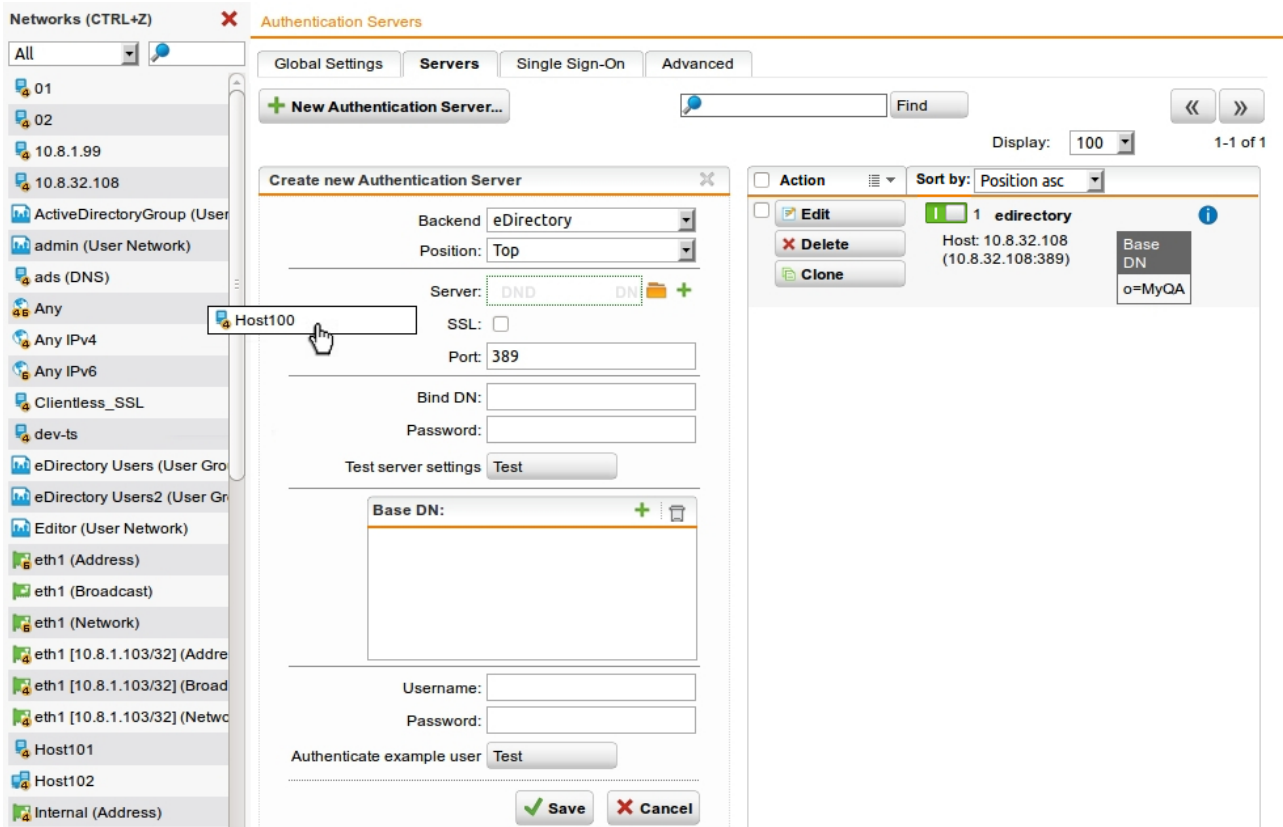 Networks (CTRL+Z)
All
01
02
10.8.1.99
10.8.32.108
ActiveDirectoryGroup (User
admin (User Network)
ads (DNS)
Any
Any IPv4
Any IPv6
Clientless_SSL
dev-ts
eDirectory Users (User Gro
eDirectory Users2 (User Gr
Editor (User Network)
eth1 (Address)
eth1 (Broadcast)
eth1 (Network)
eth1 [10.8.1.103/32] (Addre
eth1 [10.8.1.103/32] (Broad
eth1 [10.8.1.103/32] (Netwo
Host101
Host102
Internal (Address)
Host100
Authentication Servers
Global Settings
Servers
Single Sign-On
Advanced
New Authentication Server...
Find
Display: 100
1-1 of 1
Create new Authentication Server
Backend eDirectory
Position: Top
Server: DND DN
SSL:
Port: 389
Bind DN:
Password:
Test server settings Test
Base DN:
Username:
Password:
Authenticate example user Test
Save
Cancel
Action
Sort by: Position asc
Edit
Delete
Clone
1 edirectory
Host: 10.8.32.108
(10.8.32.108:389)
Base
DN
o=MyQA